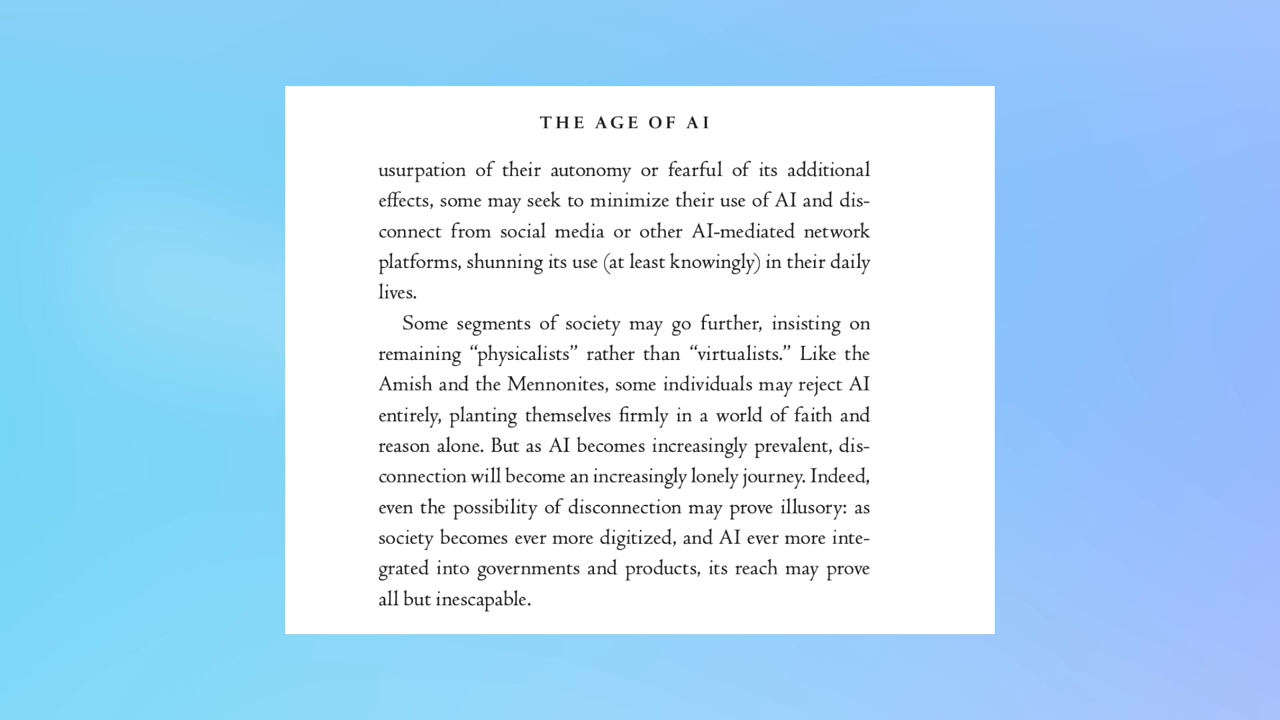 THE AGE OF AI
usurpation of their autonomy or fearful of its additional
effects, some may seek to minimize their use of AI and dis-
connect from social media or other AI-mediated network
platforms, shunning its use (at least knowingly) in their daily
lives.
Some segments of society may go further, insisting on
remaining “physicalists” rather than “virtualists.” Like the
Amish and the Mennonites, some individuals may reject AI
entirely, planting themselves firmly in a world of faith and
reason alone. But as AI becomes increasingly prevalent, dis-
connection will become an increasingly lonely journey. Indeed,
even the possibility of disconnection may prove illusory: as
society becomes ever more digitized, and AI ever more inte-
grated into governments and products, its reach may prove
all but inescapable.